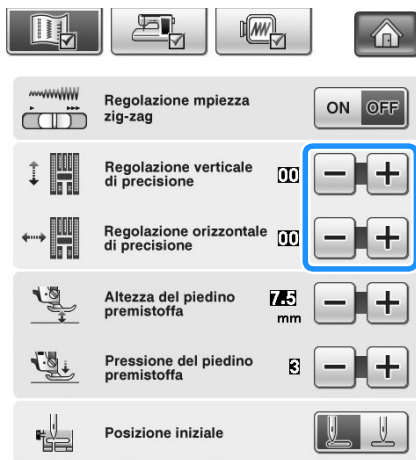 Regolazione mpiezza
zig-zag
ON OFF
Regolazione verticale
di precisione
00
Regolazione orizzontale
di precisione
00
Altezza del piedino
premistoffa
7.5
mm
Pressione del piedino
premistoffa
3
Posizione iniziale